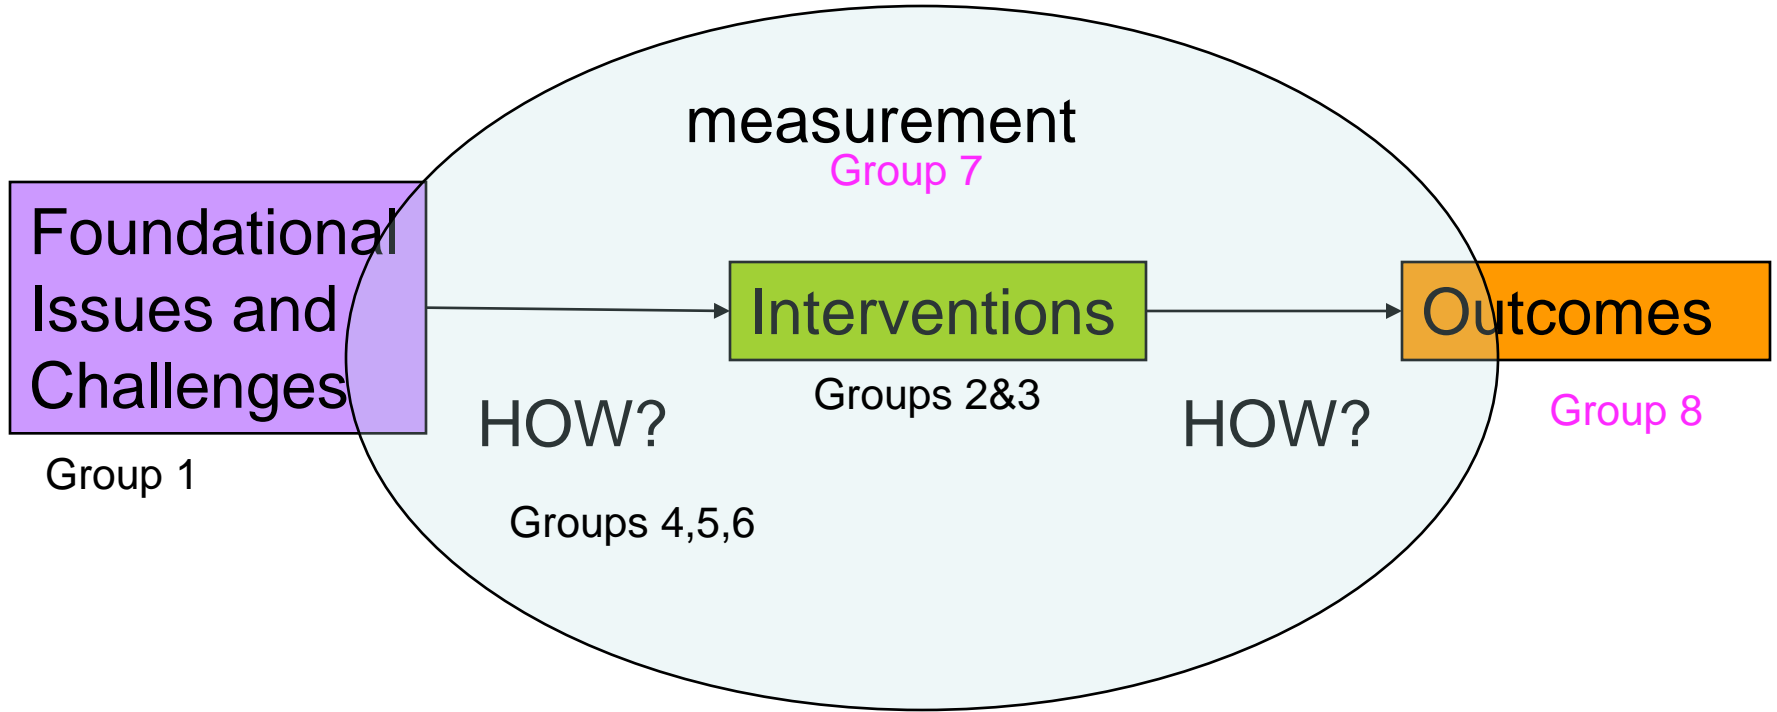 measurement
Group 7
Foundational
Issues and
Challenges
Group 1
HOW?
Groups 4,5,6
Interventions
Groups 2&3
HOW?
Outcomes
Group 8